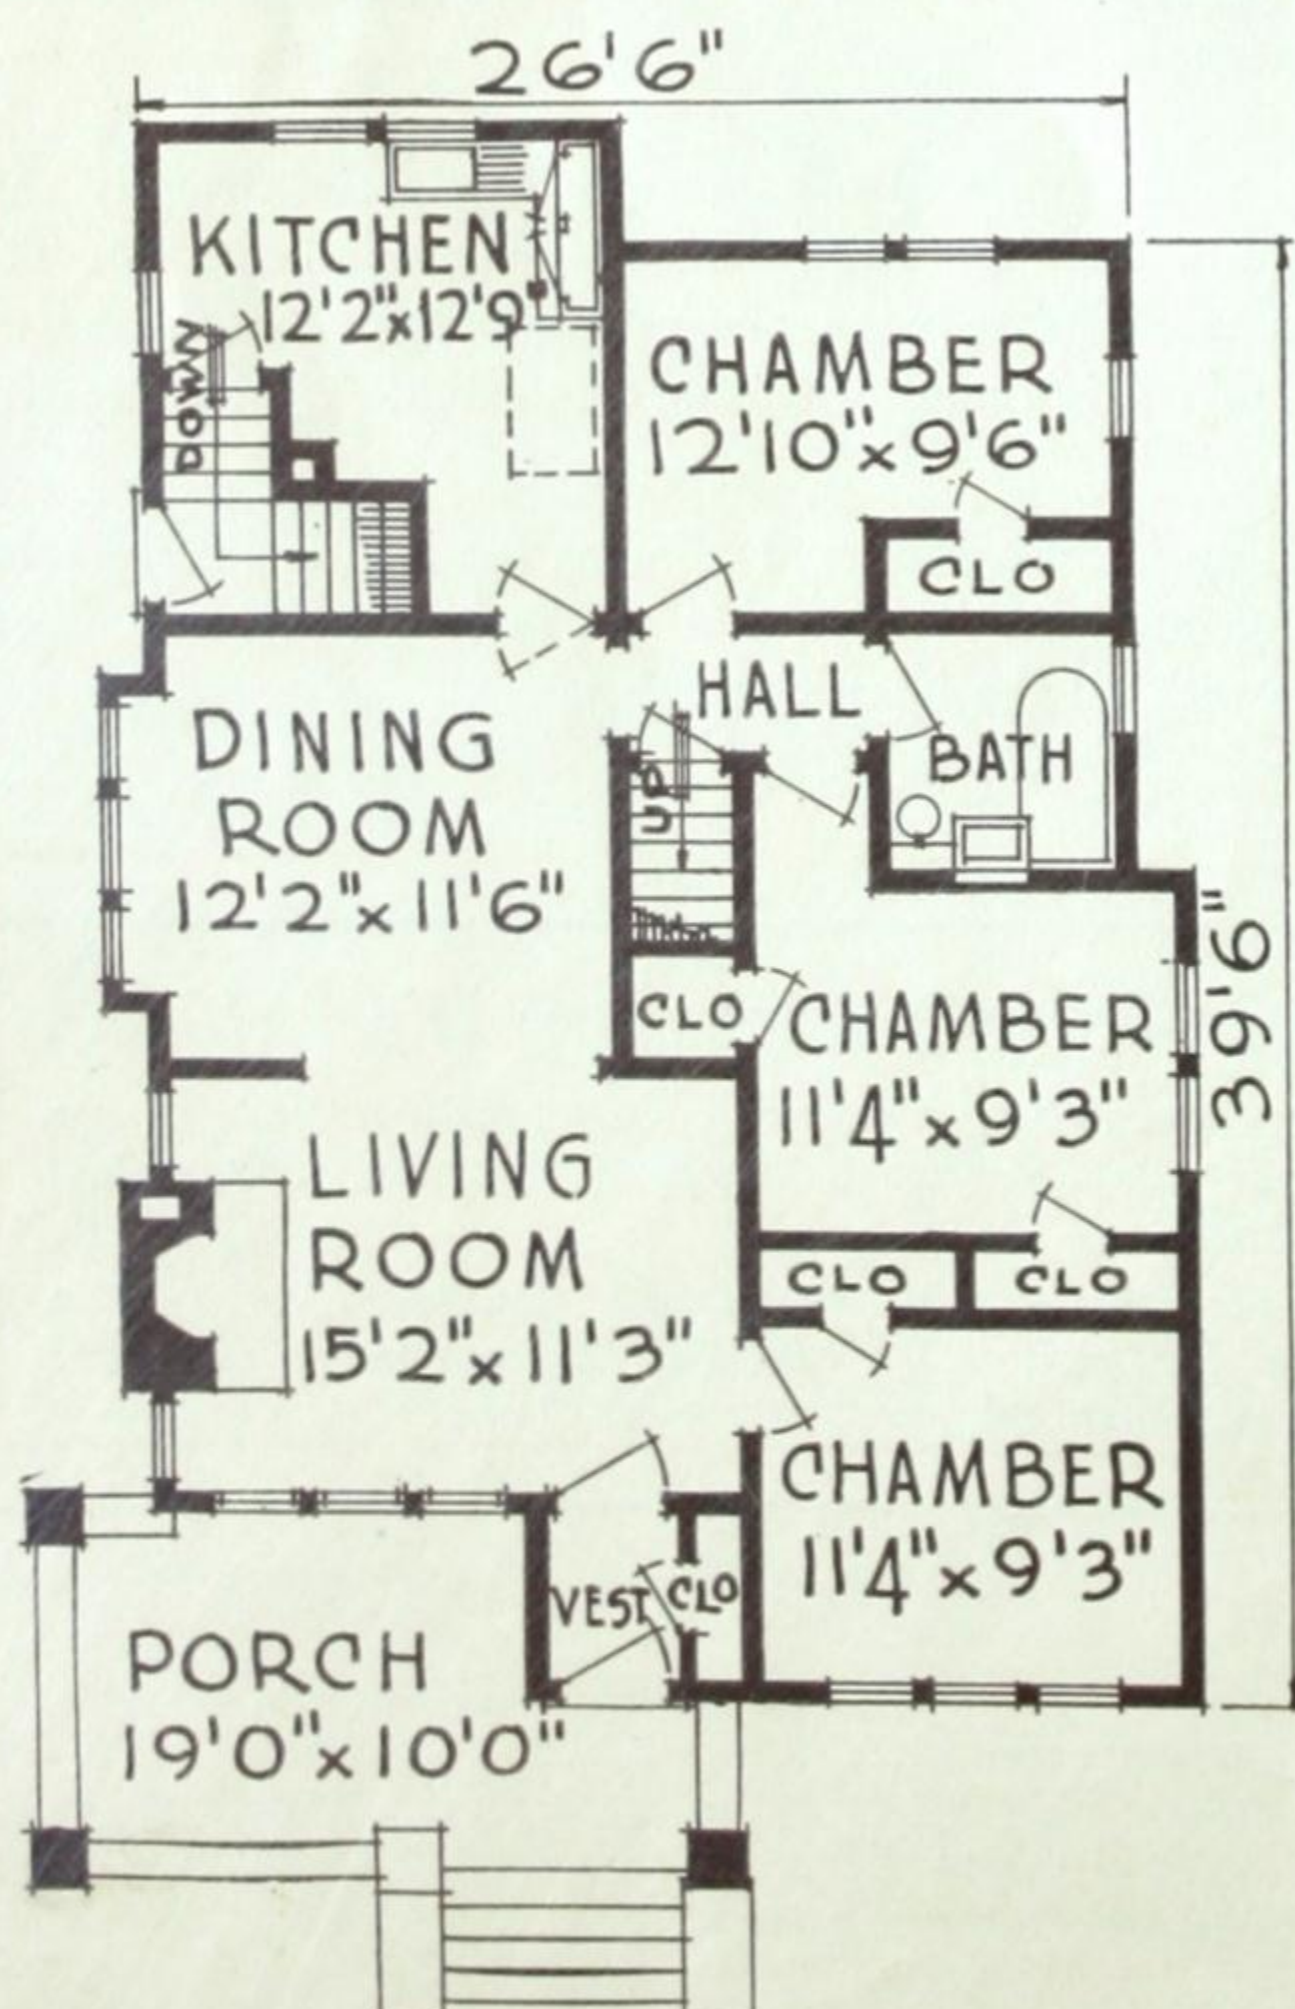 26'6"
KITCHEN
12'2"x12'9"
DOWN
CHAMBER
12'10"x9'6"
CLO
HALL
DINING
ROOM
12'2"x11'6"
UP
BATH
CLO
CHAMBER
11'4"x9'3"
39'6"
LIVING
ROOM
15'2"x11'3"
CLO
CLO
CHAMBER
11'4"x9'3"
VEST
CLO
PORCH
19'0"x10'0"